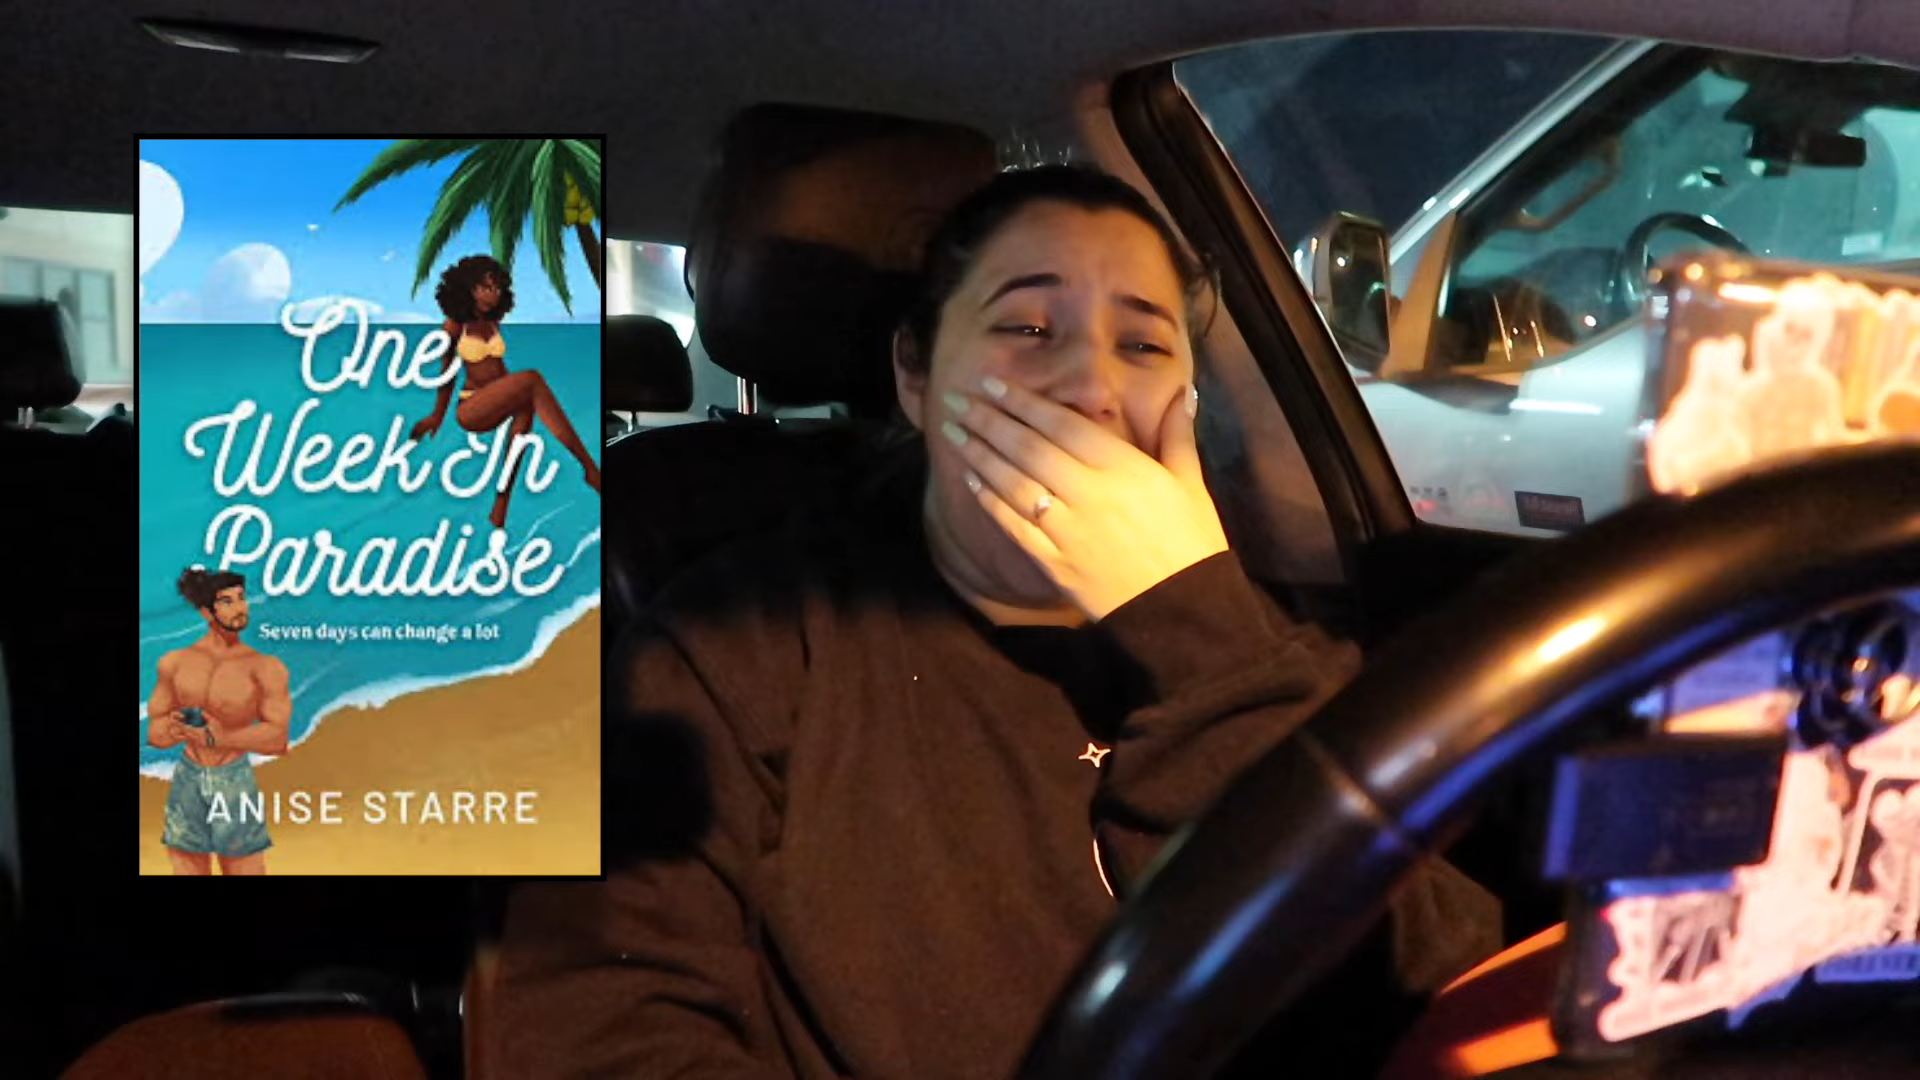 One
Week In
Paradise
Seven days can change a lot
ANISE STARRE